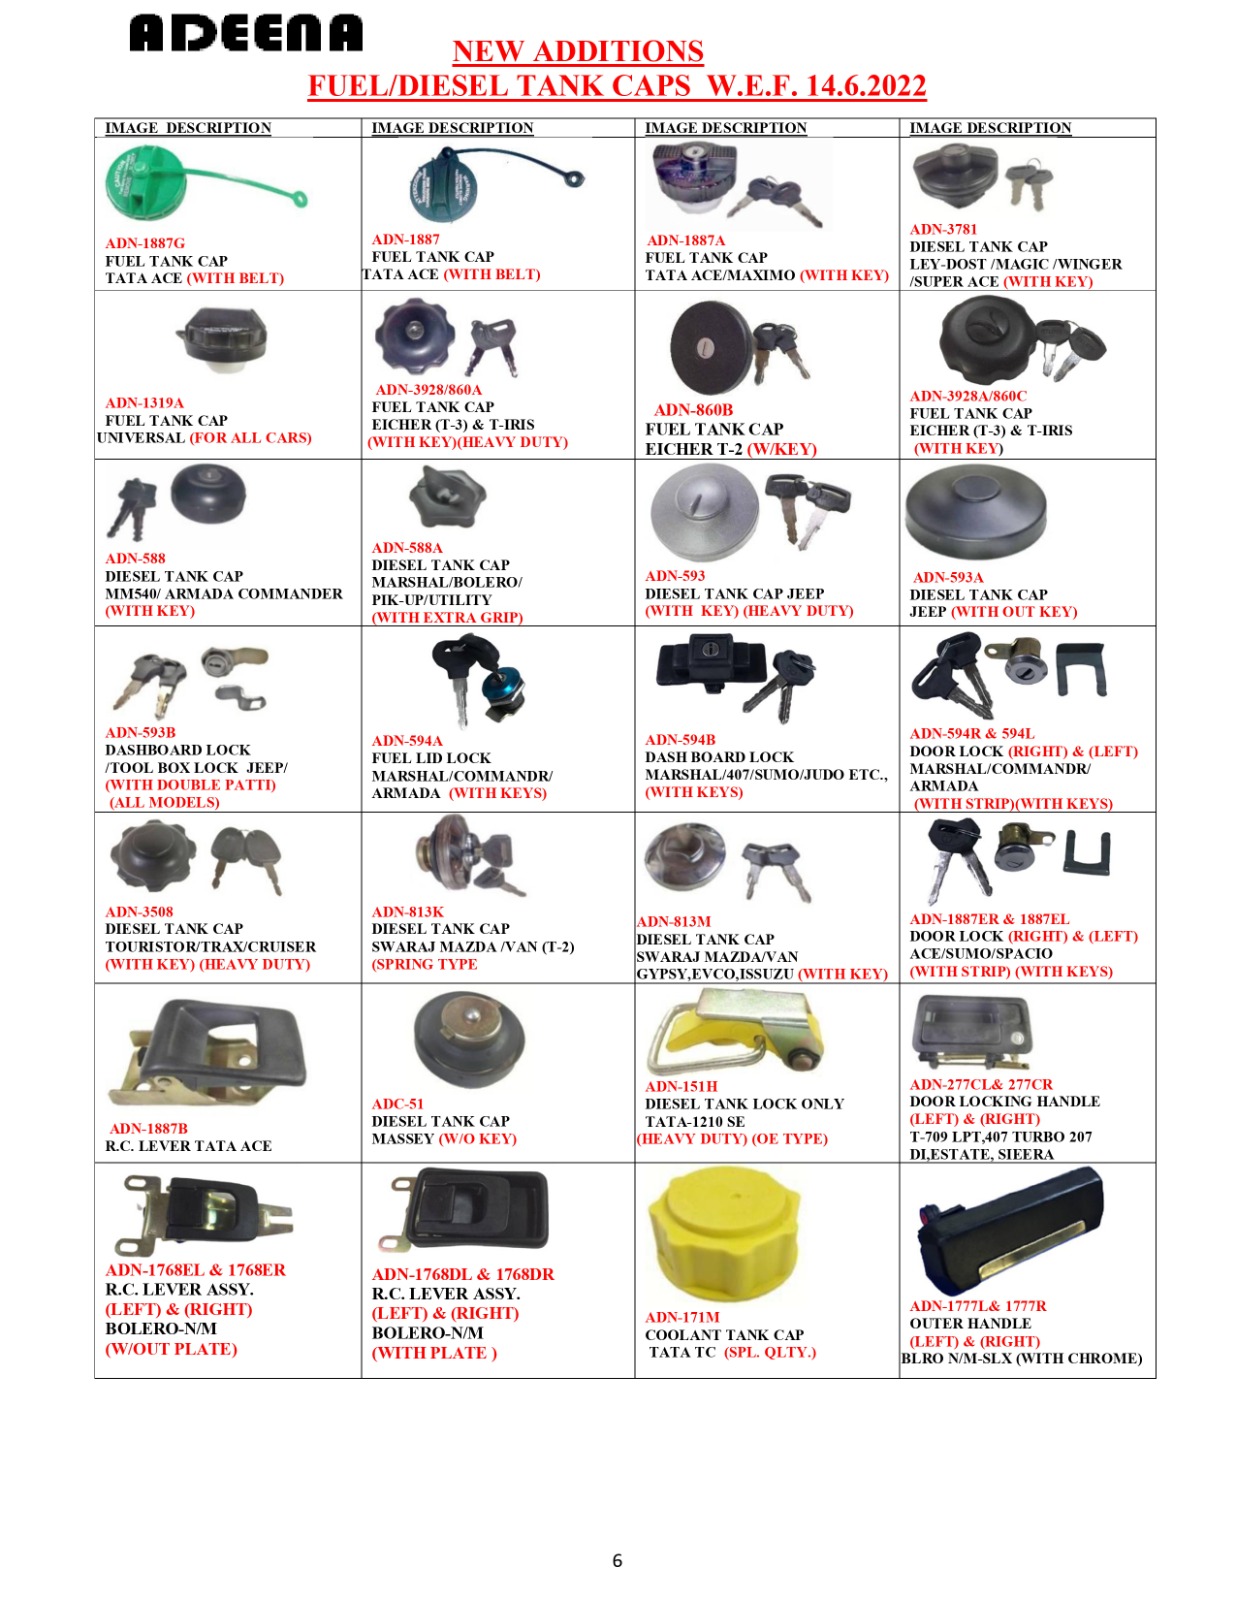 ADEENA
NEW ADDITIONS
FUEL/DIESEL TANK CAPS W.E.F. 14.6.2022
IMAGE DESCRIPTION
IMAGE DESCRIPTION
IMAGE DESCRIPTION
IMAGE DESCRIPTION
ADN-1887G
FUEL TANK CAP
TATA ACE (WITH BELT)
ADN-1887
FUEL TANK CAP
TATA ACE (WITH BELT)
ADN-1887A
FUEL TANK CAP
TATA ACE/MAXIMO (WITH KEY)
ADN-3781
DIESEL TANK CAP
LEY-DOST /MAGIC /WINGER
/SUPER ACE (WITH KEY)
ADN-1319A
FUEL TANK CAP
UNIVERSAL (FOR ALL CARS)
ADN-3928/860A
FUEL TANK CAP
EICHER (T-3) & T-IRIS
(WITH KEY)(HEAVY DUTY)
ADN-860B
FUEL TANK CAP
EICHER T-2 (W/KEY)
ADN-3928A/860C
FUEL TANK CAP
EICHER (T-3) & T-IRIS
(WITH KEY)
ADN-588
DIESEL TANK CAP
MM540/ ARMADA COMMANDER
(WITH KEY)
ADN-588A
DIESEL TANK CAP
MARSHAL/BOLERO/
PIK-UP/UTILITY
(WITH EXTRA GRIP)
ADN-593
DIESEL TANK CAP JEEP
(WITH KEY) (HEAVY DUTY)
ADN-593A
DIESEL TANK CAP
JEEP (WITH OUT KEY)
ADN-593B
DASHBOARD LOCK
/TOOL BOX LOCK JEEP/
(WITH DOUBLE PATTI)
(ALL MODELS)
ADN-594A
FUEL LID LOCK
MARSHAL/COMMANDR/
ARMADA (WITH KEYS)
ADN-594B
DASH BOARD LOCK
MARSHAL/407/SUMO/JUDO ETC.,
(WITH KEYS)
ADN-594R & 594L
DOOR LOCK (RIGHT) & (LEFT)
MARSHAL/COMMANDR/
ARMADA
(WITH STRIP)(WITH KEYS)
ADN-3508
DIESEL TANK CAP
TOURISTOR/TRAX/CRUISER
(WITH KEY) (HEAVY DUTY)
ADN-813K
DIESEL TANK CAP
SWARAJ MAZDA /VAN (T-2)
(SPRING TYPE
ADN-813M
DIESEL TANK CAP
SWARAJ MAZDA/VAN
GYPSY,EVCO,ISSUZU (WITH KEY)
ADN-1887ER & 1887EL
DOOR LOCK (RIGHT) & (LEFT)
ACE/SUMO/SPACIO
(WITH STRIP) (WITH KEYS)
ADN-1887B
R.C. LEVER TATA ACE
ADC-51
DIESEL TANK CAP
MASSEY (W/O KEY)
ADN-151H
DIESEL TANK LOCK ONLY
TATA-1210 SE
(HEAVY DUTY) (OE TYPE)
ADN-277CL& 277CR
DOOR LOCKING HANDLE
(LEFT) & (RIGHT)
T-709 LPT,407 TURBO 207
DI,ESTATE, SIEERA
ADN-1768EL & 1768ER
R.C. LEVER ASSY.
(LEFT) & (RIGHT)
BOLERO-N/M
(W/OUT PLATE)
ADN-1768DL & 1768DR
R.C. LEVER ASSY.
(LEFT) & (RIGHT)
BOLERO-N/M
(WITH PLATE )
ADN-171M
COOLANT TANK CAP
TATA TC (SPL. QLTY.)
ADN-1777L& 1777R
OUTER HANDLE
(LEFT) & (RIGHT)
BLRO N/M-SLX (WITH CHROME)
6